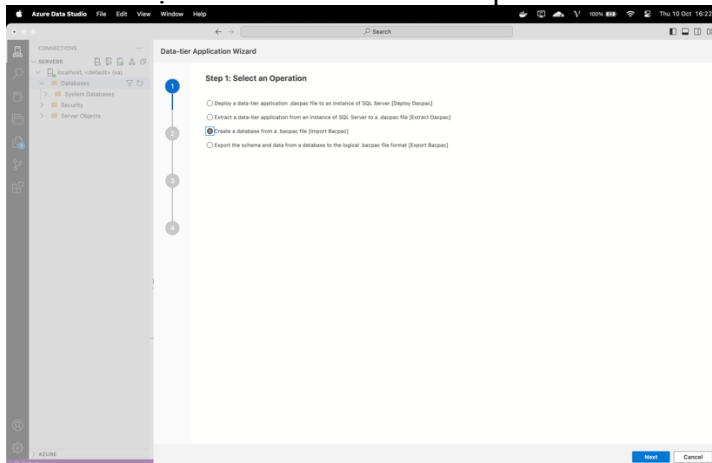 Azure Data Studio File Edit View Window Help 100% Thu 10 Oct 16:22
Search
CONNECTIONS
SERVERS
localhost, <default> (sa)
Databases
System Databases
Security
Server Objects
AZURE
Data-tier Application Wizard
1
2
3
4
Step 1: Select an Operation
Deploy a data-tier application .dacpac file to an instance of SQL Server [Deploy Dacpac]
Extract a data-tier application from an instance of SQL Server to a .dacpac file [Extract Dacpac]
Create a database from a .bacpac file [Import Bacpac]
Export the schema and data from a database to the logical .bacpac file format [Export Bacpac]
Next Cancel